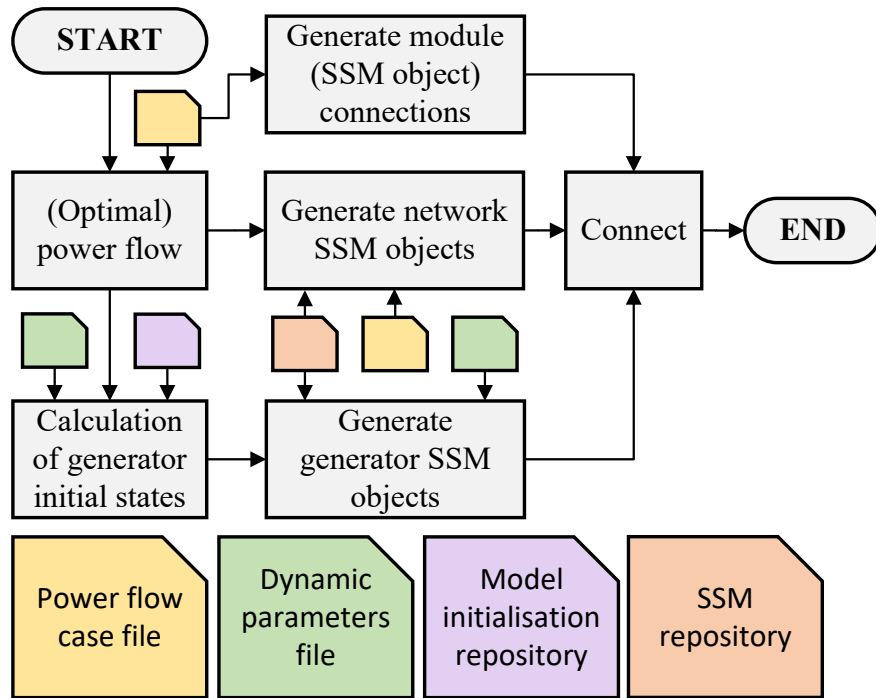 START
Generate module
(SSM object)
connections
(Optimal)
power flow
Generate network
SSM objects
Connect
END
Calculation
of generator
initial states
Generate
generator SSM
objects
Power flow
case file
Dynamic
parameters
file
Model
initialisation
repository
SSM
repository